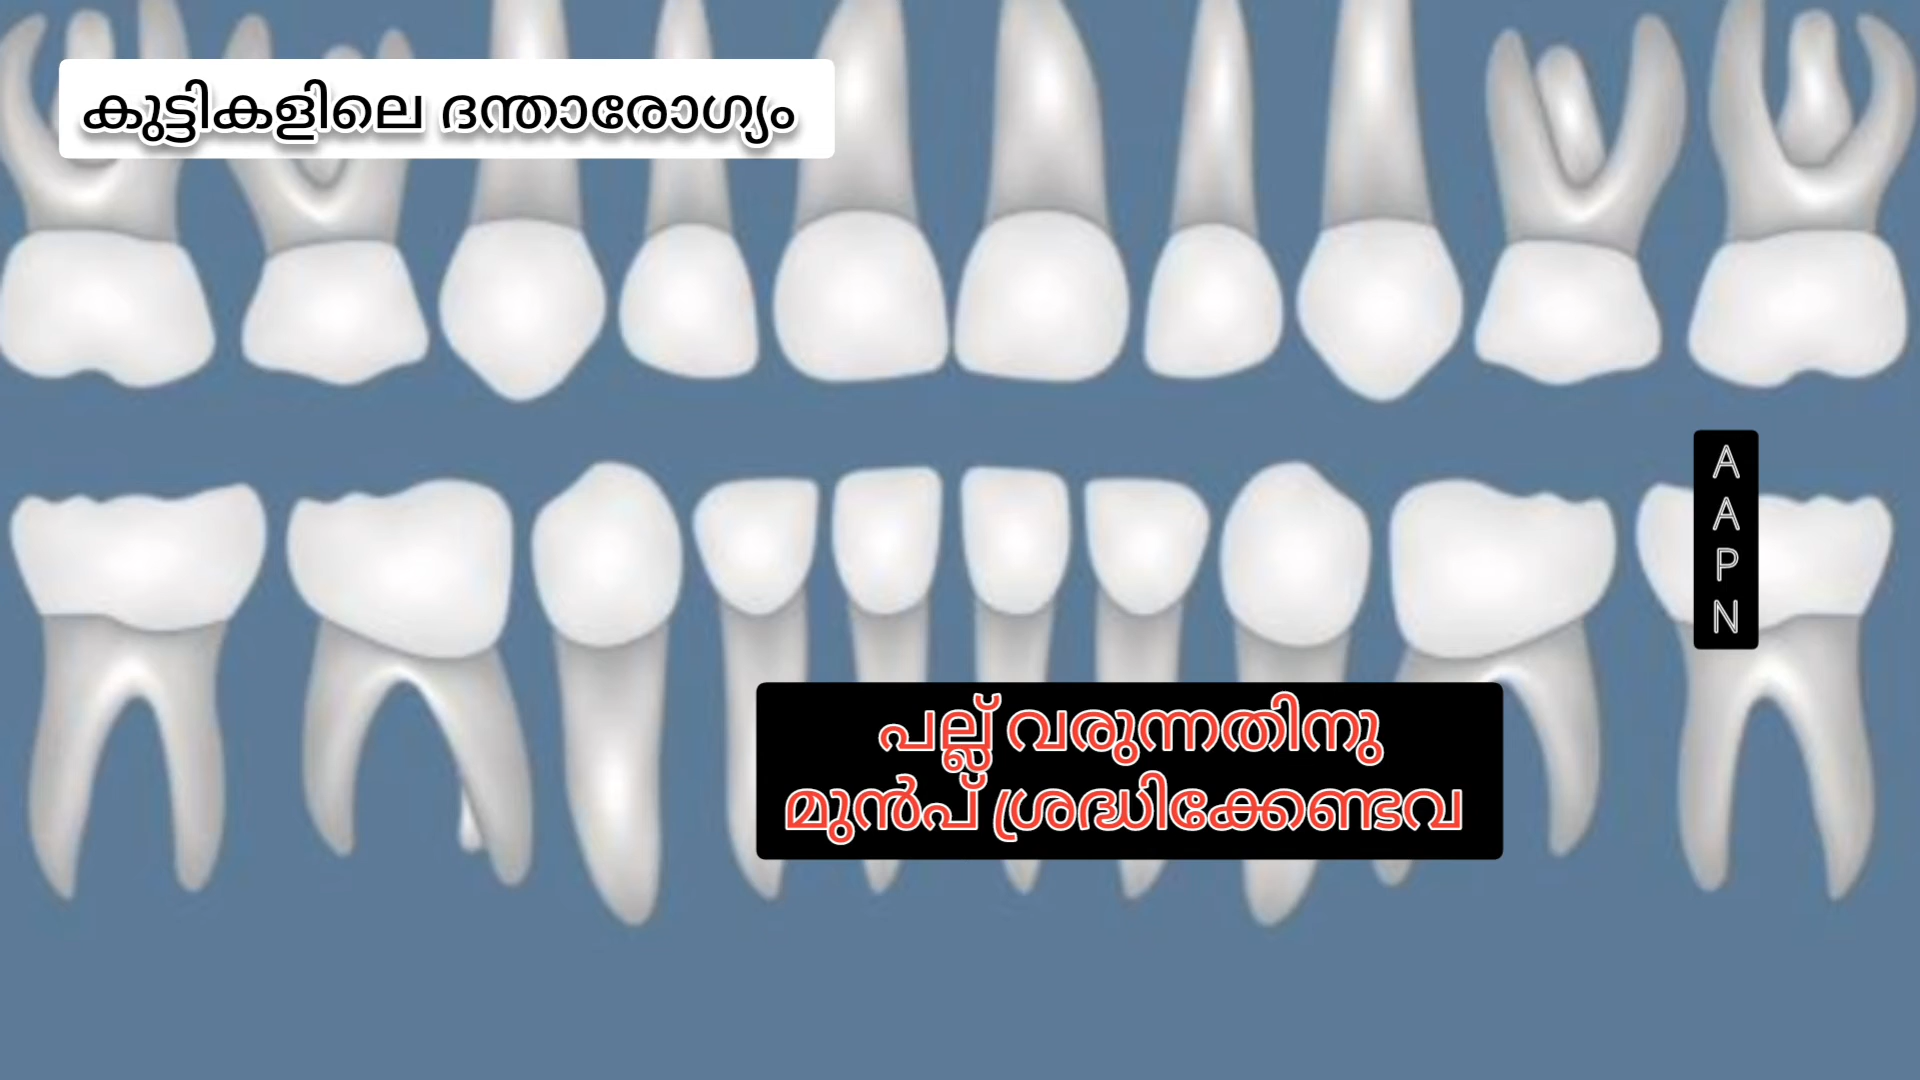 കുട്ടികളിലെ ദന്താരോഗ്യം
A
A
P
N
പല്ല് വരുന്നതിനു
മുൻപ് ശ്രദ്ധിക്കേണ്ടവ